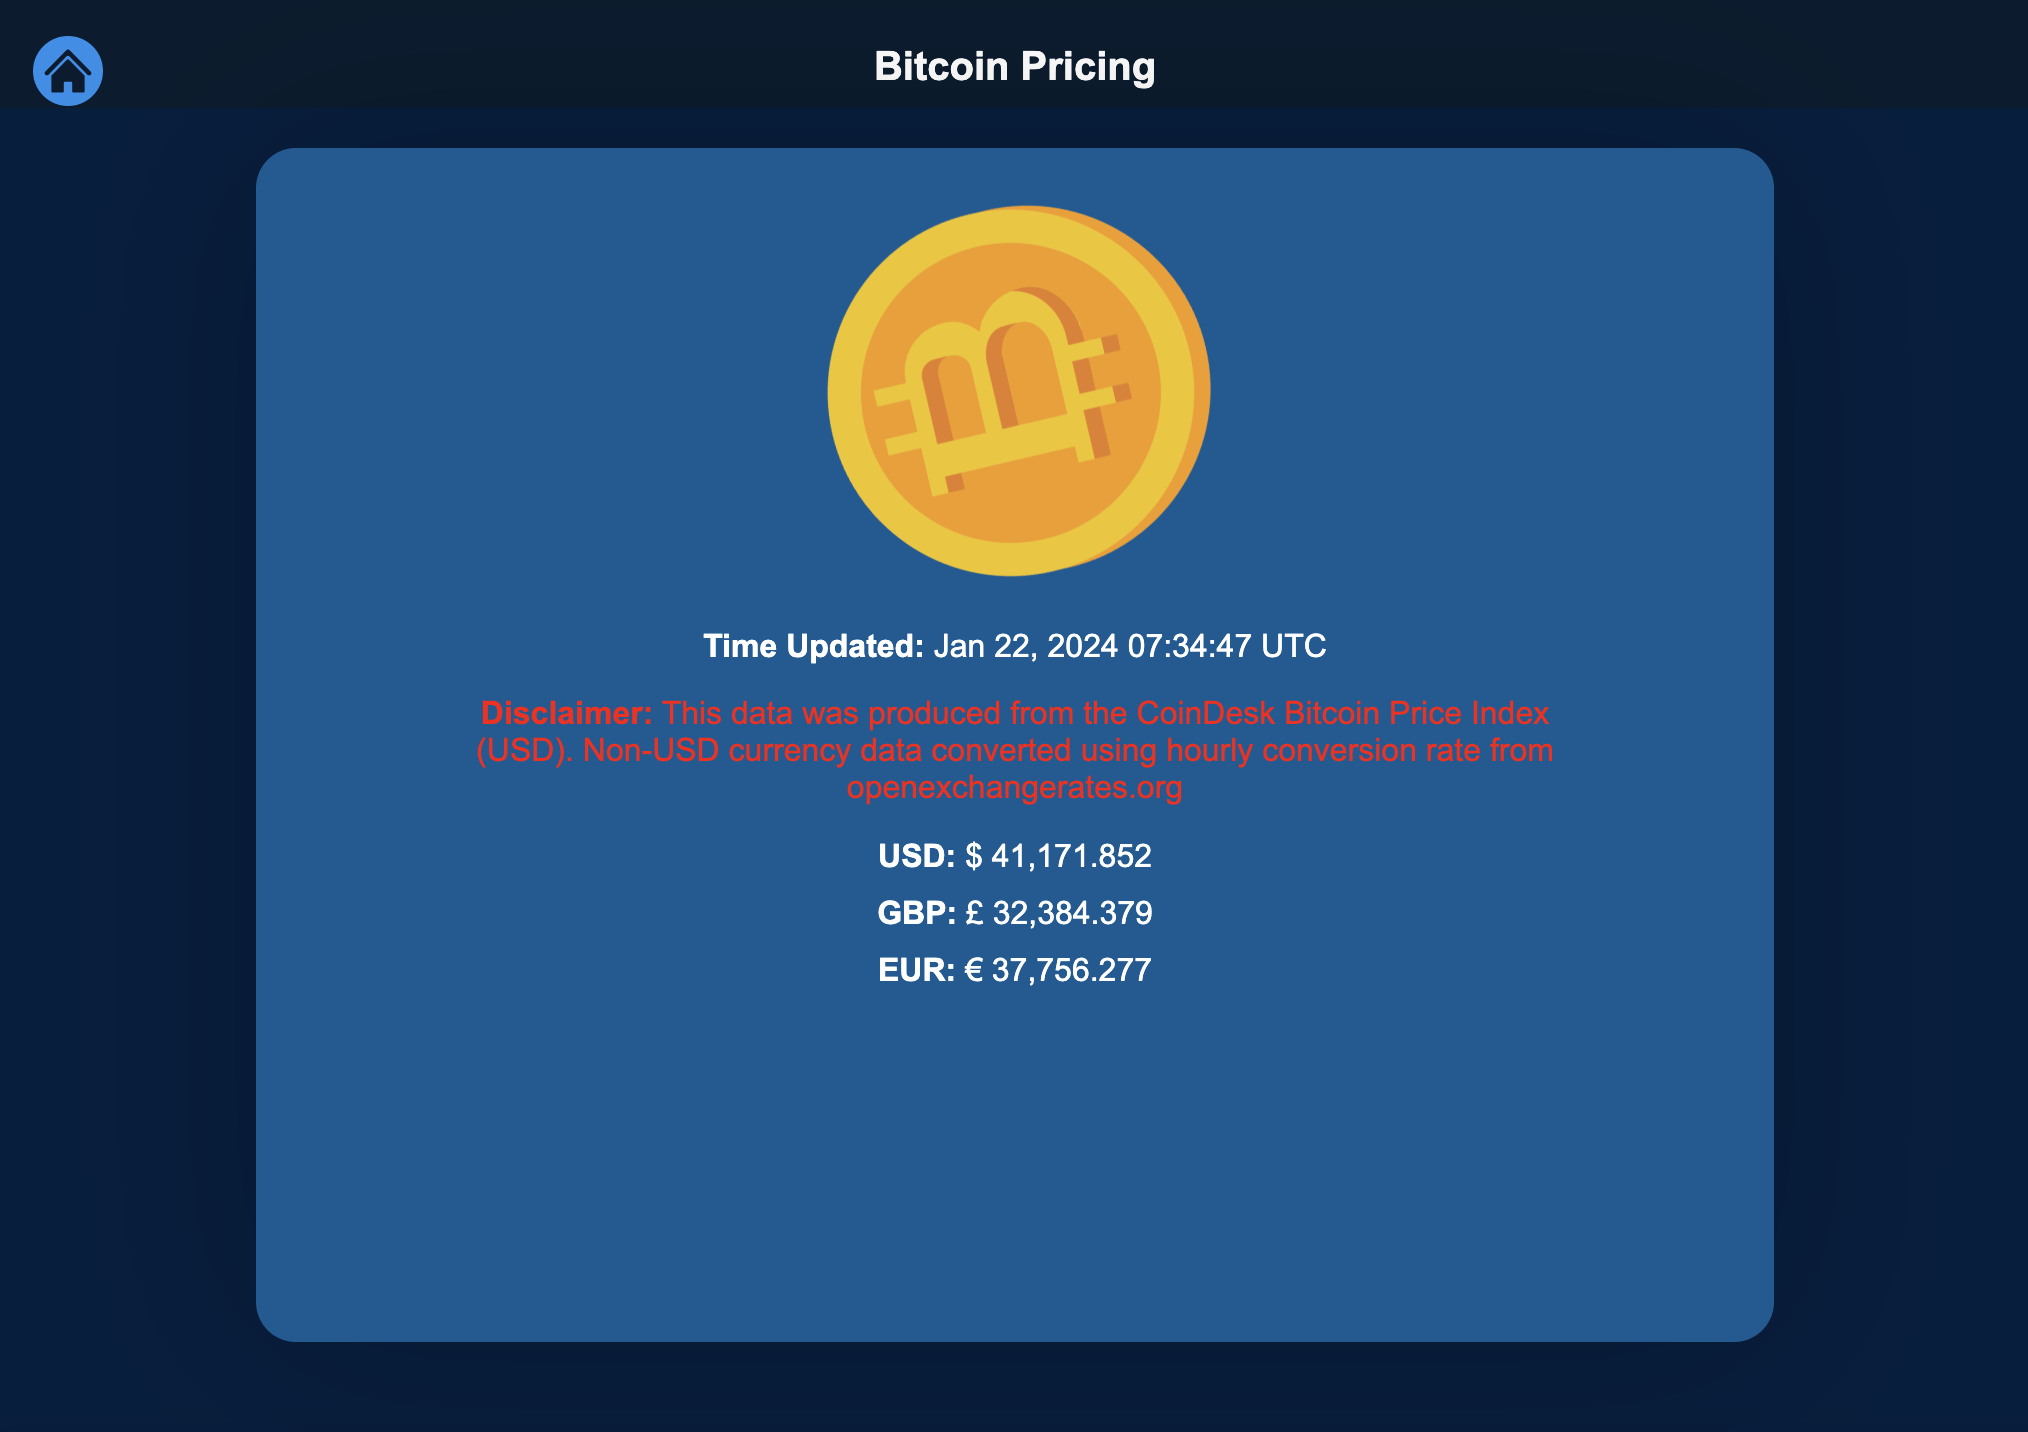 Bitcoin Pricing
Time Updated: Jan 22, 2024 07:34:47 UTC
Disclaimer: This data was produced from the CoinDesk Bitcoin Price Index
(USD). Non-USD currency data converted using hourly conversion rate from
openexchangerates.org
USD: $ 41,171.852
GBP: £ 32,384.379
EUR: € 37,756.277